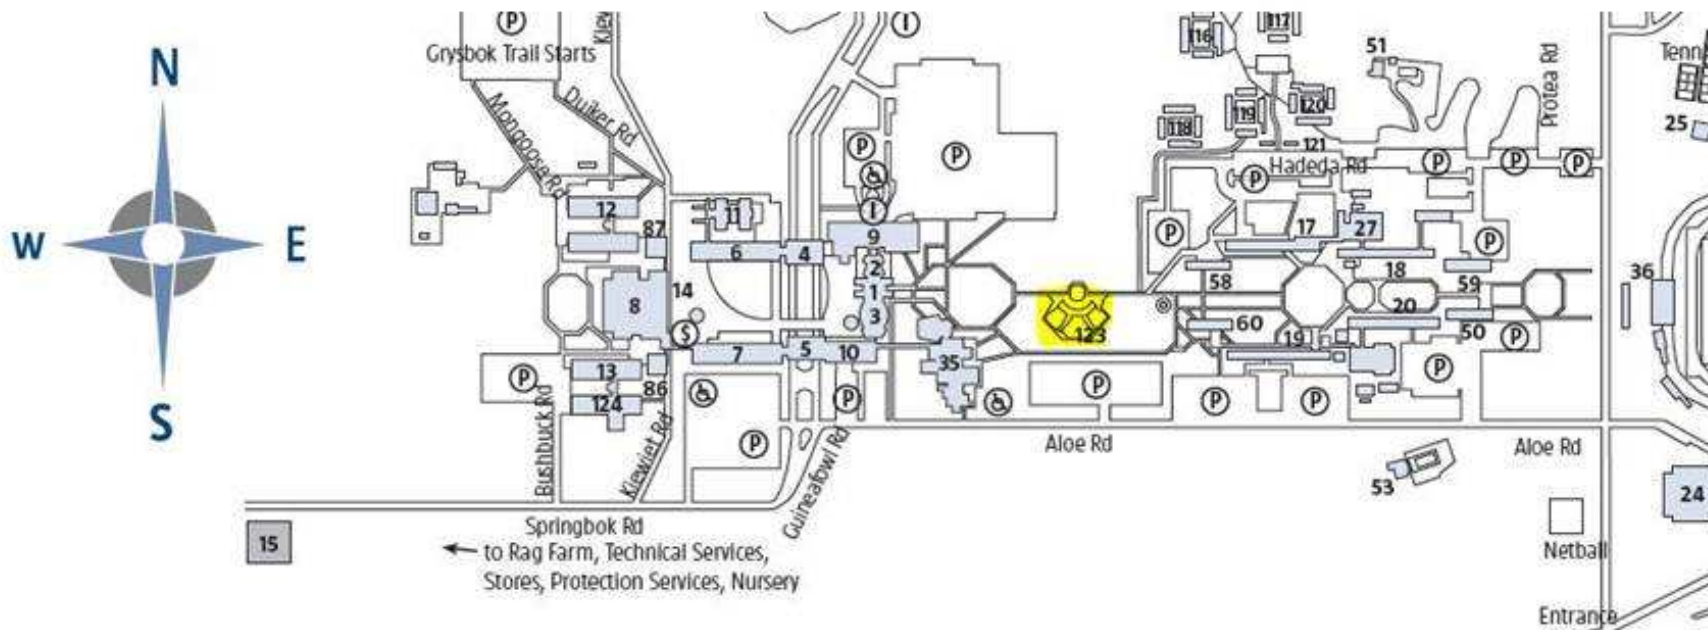 N
W
E
S
P
Grysbok Trail Starts
Kiev
Duiker Rd
Mongoose Rd
I
116
117
51
Protea Rd
Tenn
25
118
119
120
121
Hadeda Rd
P
P
P
P
P
P
12
11
87
6
4
9
I
2
1
3
8
14
S
7
5
10
13
86
124
35
123
P
17
27
P
58
18
59
36
20
60
19
50
P
P
P
P
P
P
P
P
Bushbuck Rd
Kiewiet Rd
Guineafowl Rd
Aloe Rd
Aloe Rd
53
24
15
Springbok Rd
to Rag Farm, Technical Services,
Stores, Protection Services, Nursery
Netball
Entrance